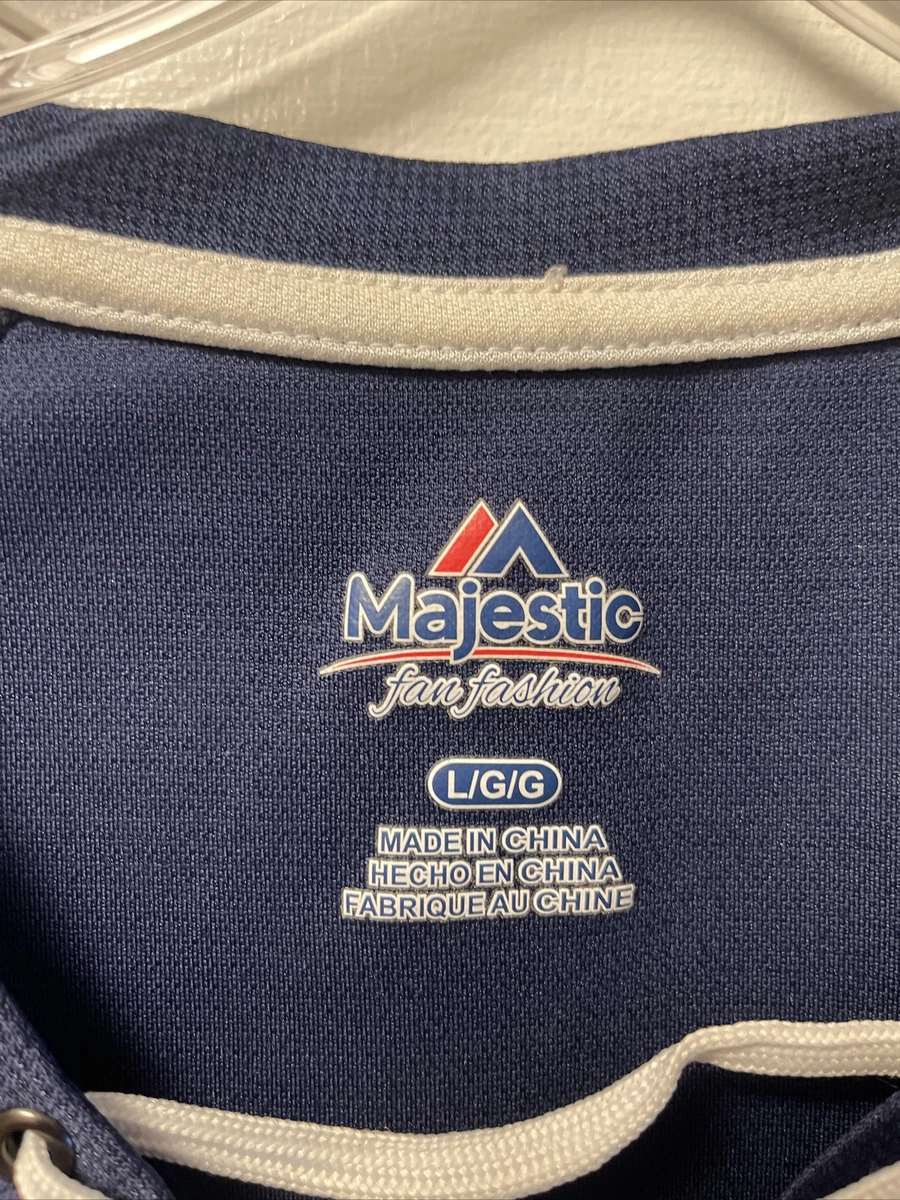 Majestic
fan fashion
L/G/G
MADE IN CHINA
HECHO EN CHINA
FABRIQUE AU CHINE